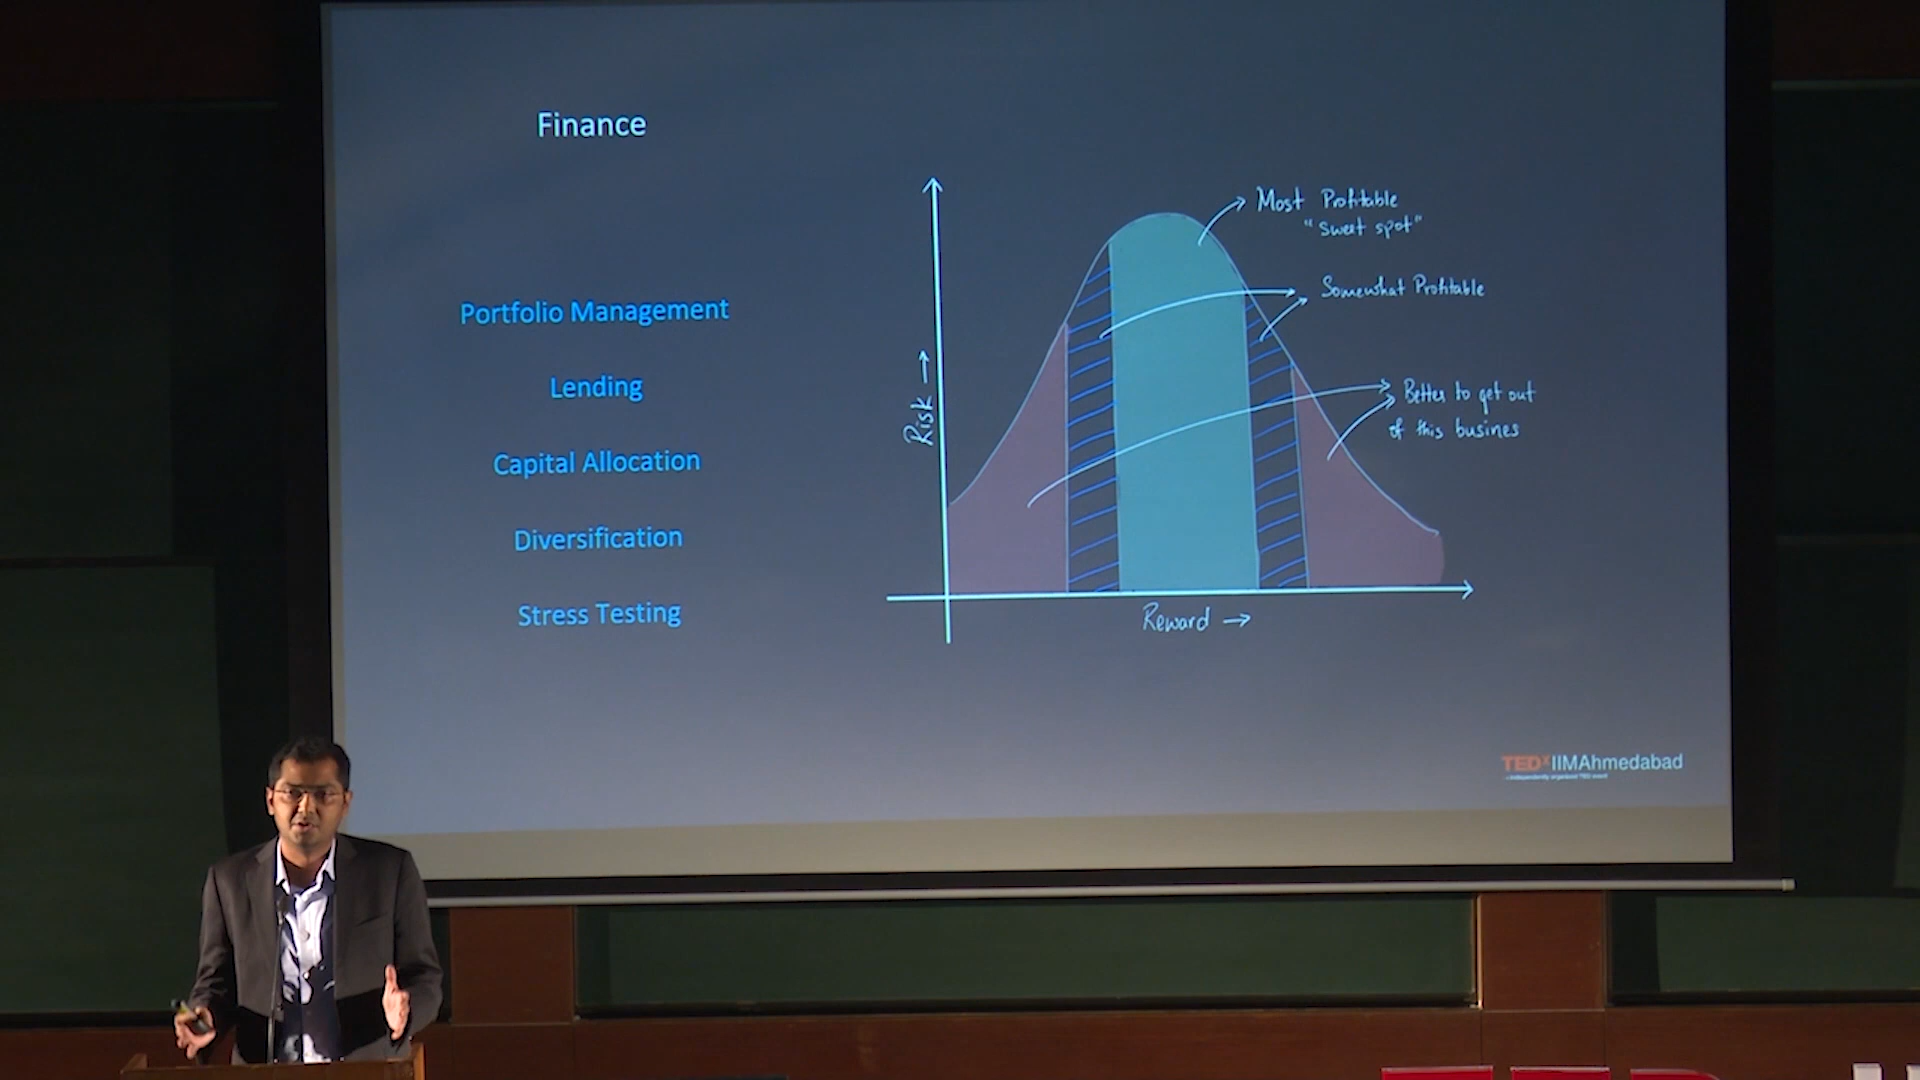 Finance
Portfolio Management
Lending
Capital Allocation
Diversification
Stress Testing
Most Profitable
"Sweet spot"
Somewhat Profitable
Better to get out
of this busines
Risk →
Reward →
TEDxIIMAhmedabad